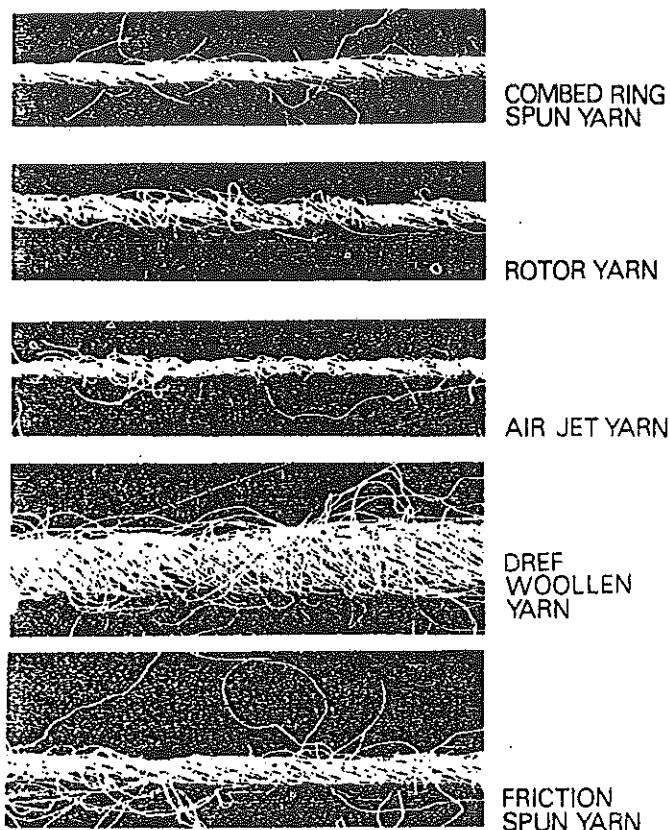 COMBED RING
SPUN YARN
ROTOR YARN
AIR JET YARN
DREF
WOOLLEN
YARN
FRICTION
SPUN YARN